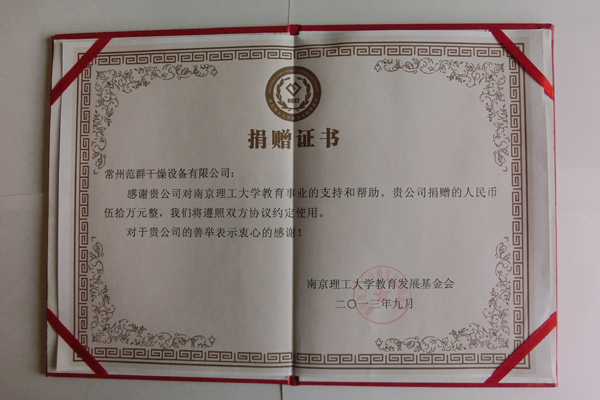 捐赠证书
常州范群干燥设备有限公司：
感谢贵公司对南京理工大学教育事业的支持和帮助。贵公司捐赠的人民币
伍拾万元整，我们将遵照双方协议约定使用。
对于贵公司的善举表示衷心的感谢！
南京理工大学教育发展基金会
二〇一三年九月